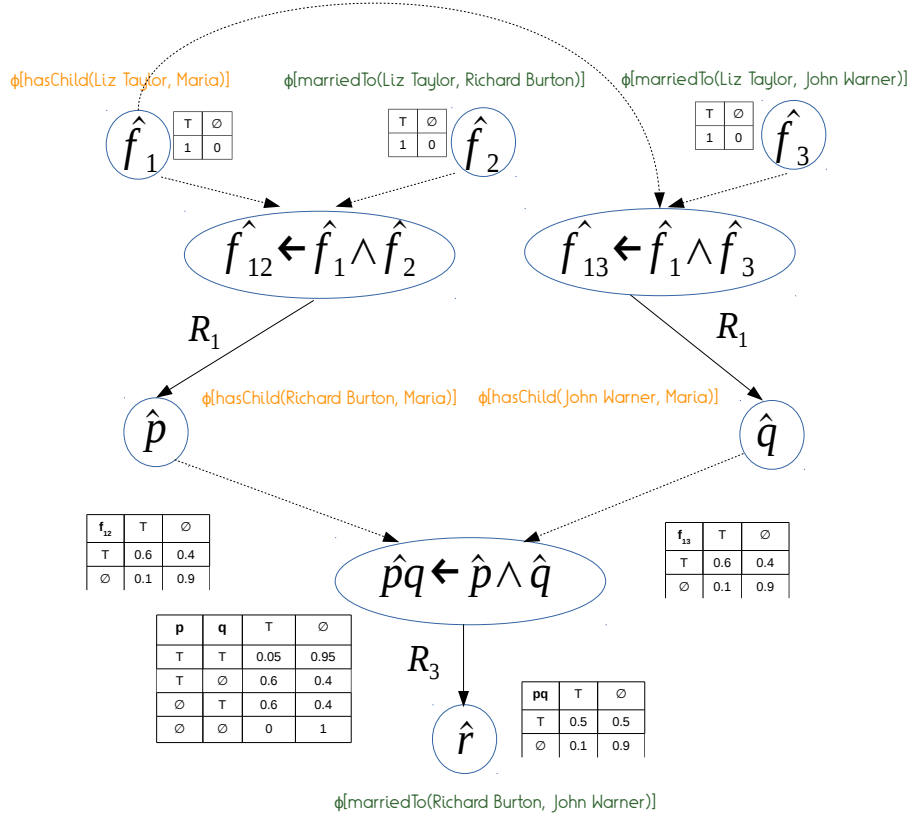 ϕ[hasChild(Liz Taylor, Maria)]
ϕ[marriedTo(Liz Taylor, Richard Burton)]
ϕ[marriedTo(Liz Taylor, John Warner)]
f̂₁
T ∅
1 0
T ∅
1 0
f̂₂
T ∅
1 0
f̂₃
f̂₁₂ ← f̂₁ ∧ f̂₂
f̂₁₃ ← f̂₁ ∧ f̂₃
R₁
R₁
ϕ[hasChild(Richard Burton, Maria)]
ϕ[hasChild(John Warner, Maria)]
p̂
q̂
f₁₂ T ∅
T 0.6 0.4
∅ 0.1 0.9
f₁₃ T ∅
T 0.6 0.4
∅ 0.1 0.9
p̂q ← p̂ ∧ q̂
p q T ∅
T T 0.05 0.95
T ∅ 0.6 0.4
∅ T 0.6 0.4
∅ ∅ 0 1
R₃
pq T ∅
T 0.5 0.5
∅ 0.1 0.9
r̂
ϕ[marriedTo(Richard Burton, John Warner)]